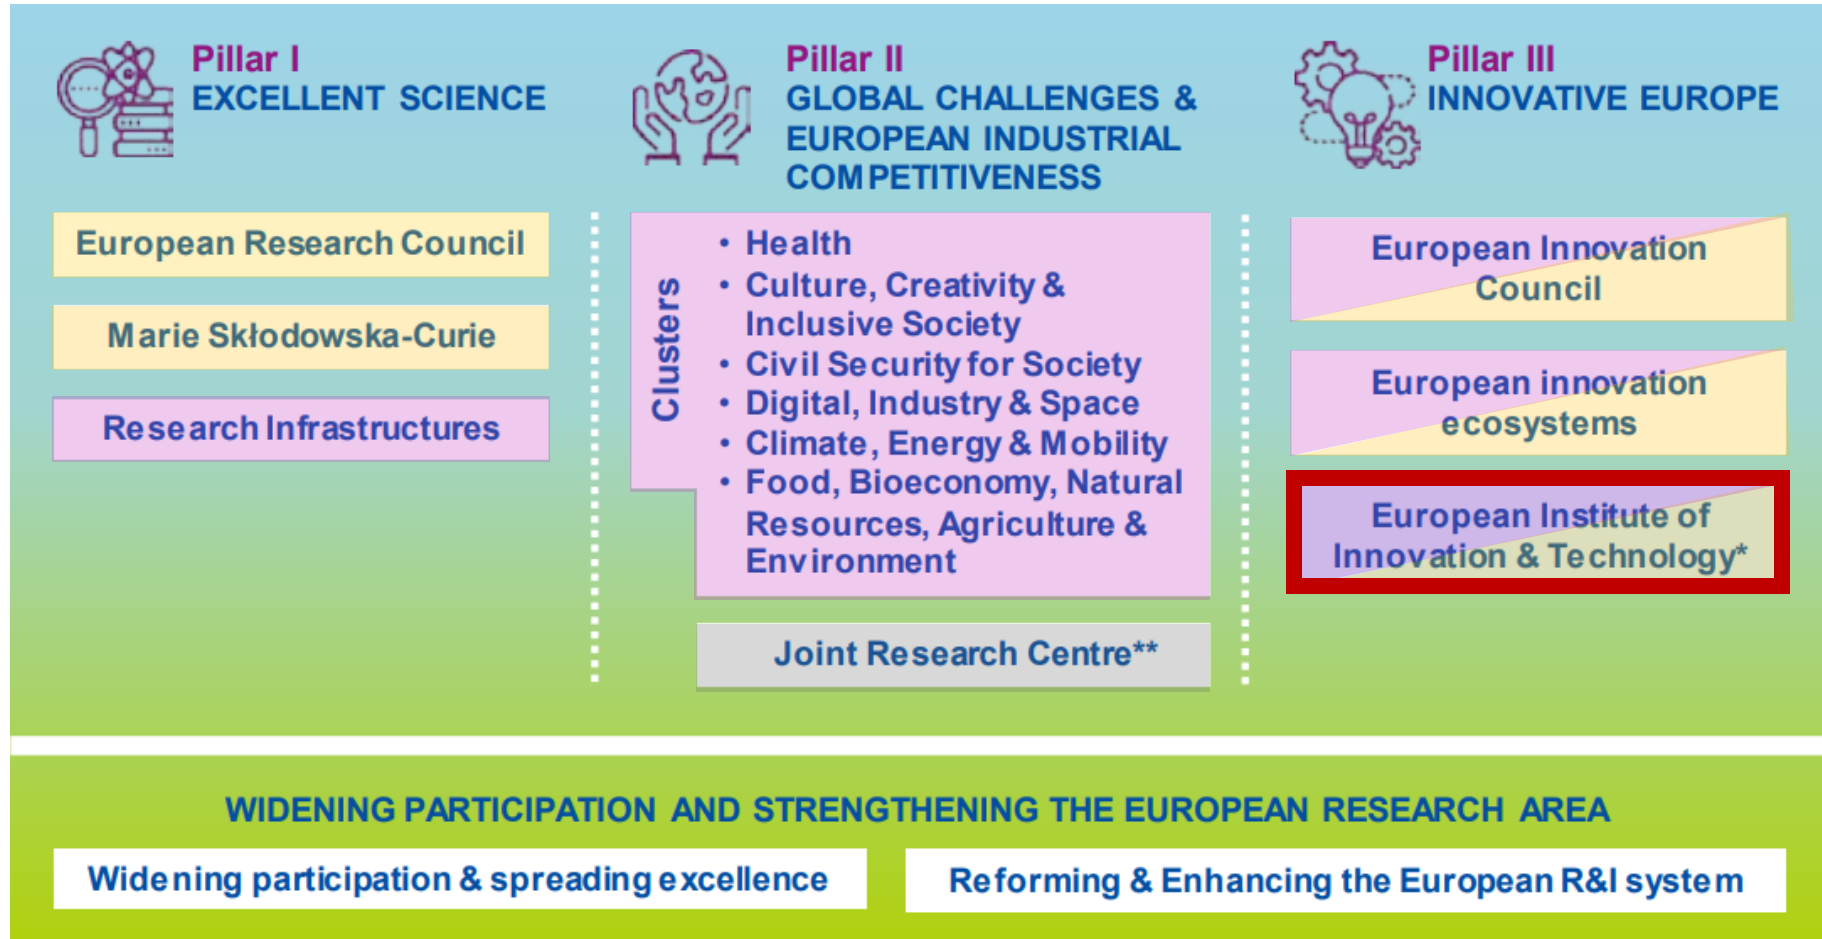 Pillar I
EXCELLENT SCIENCE
European Research Council
Marie Skłodowska-Curie
Research Infrastructures
Pillar II
GLOBAL CHALLENGES &
EUROPEAN INDUSTRIAL
COMPETITIVENESS
Clusters
• Health
• Culture, Creativity &
Inclusive Society
• Civil Security for Society
• Digital, Industry & Space
• Climate, Energy & Mobility
• Food, Bioeconomy, Natural
Resources, Agriculture &
Environment
Joint Research Centre**
Pillar III
INNOVATIVE EUROPE
European Innovation
Council
European innovation
ecosystems
European Institute of
Innovation & Technology*
WIDENING PARTICIPATION AND STRENGTHENING THE EUROPEAN RESEARCH AREA
Widening participation & spreading excellence
Reforming & Enhancing the European R&I system